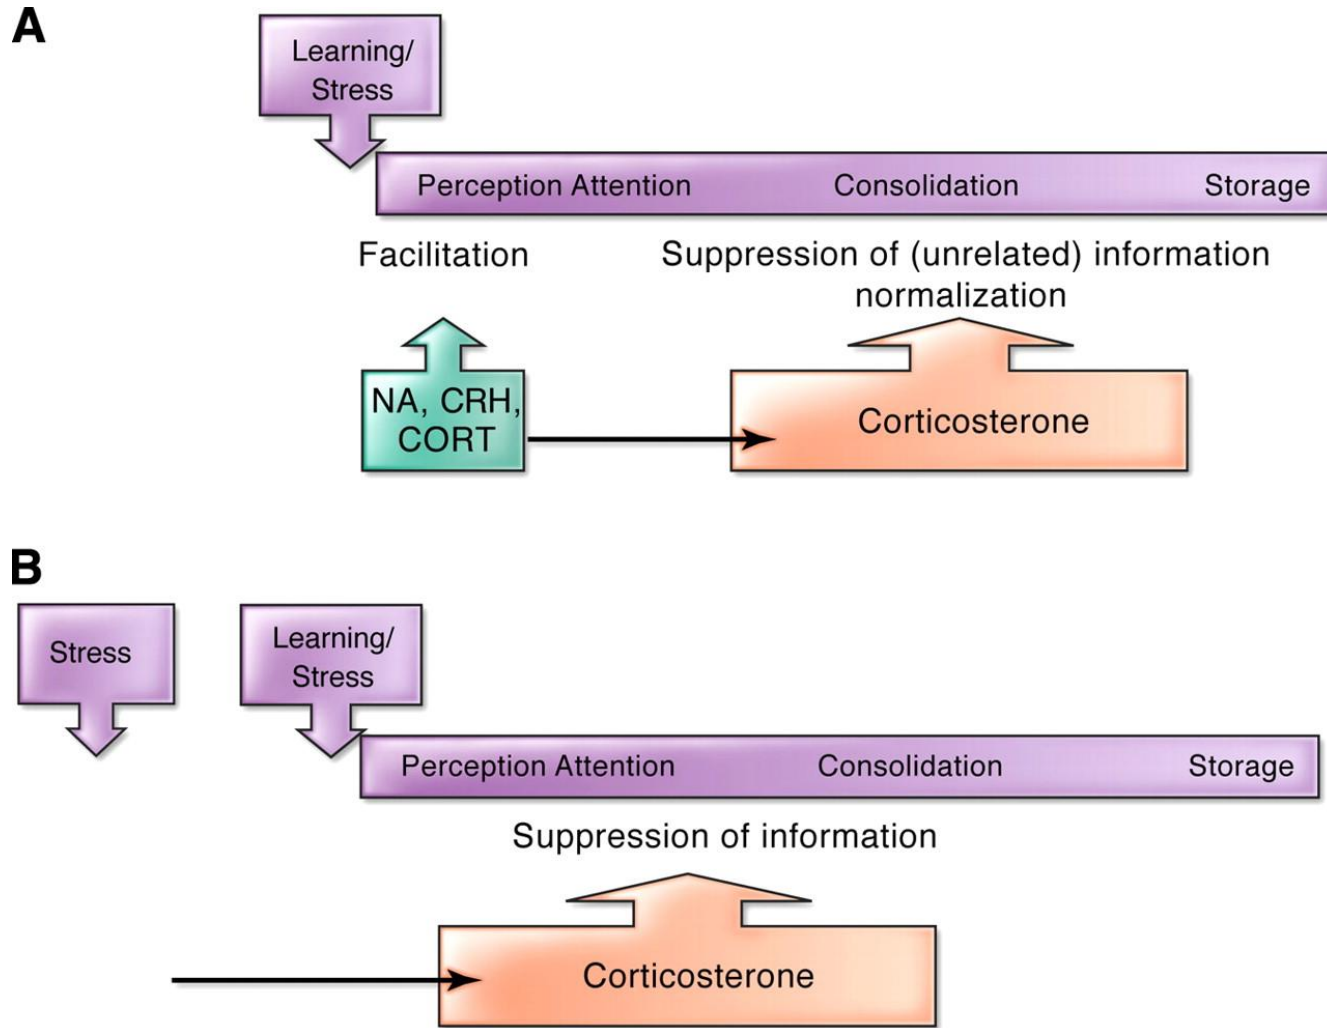 A
Learning/
Stress
Perception Attention Consolidation Storage
Facilitation
Suppression of (unrelated) information
normalization
NA, CRH,
CORT
Corticosterone
B
Stress
Learning/
Stress
Perception Attention Consolidation Storage
Suppression of information
Corticosterone